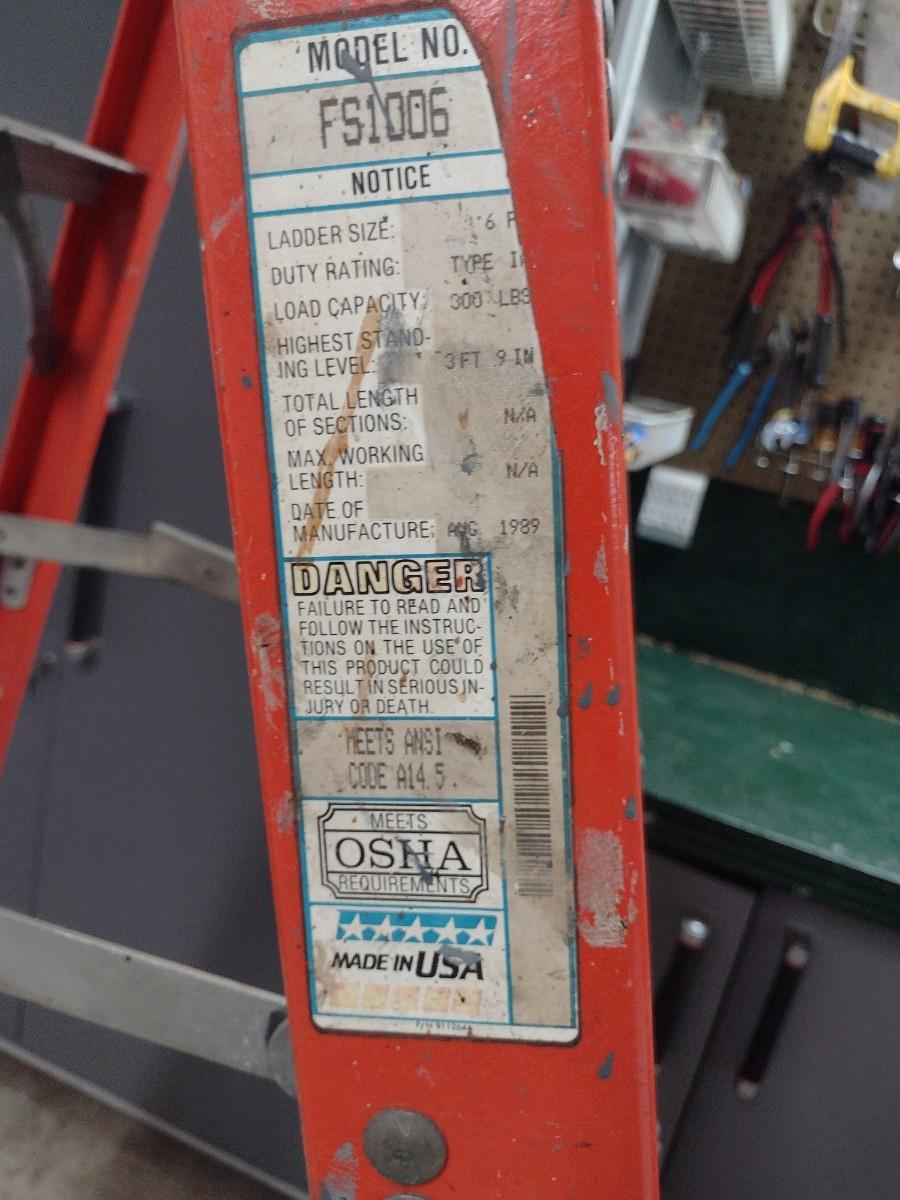 MODEL NO.
FS1006
NOTICE
LADDER SIZE: 6 F
DUTY RATING: TYPE I
LOAD CAPACITY: 300 LBS
HIGHEST STAND-
ING LEVEL: 3FT 9 IN
TOTAL LENGTH
OF SECTIONS: N/A
MAX. WORKING
LENGTH: N/A
DATE OF
MANUFACTURE: AUG 1989
DANGER
FAILURE TO READ AND
FOLLOW THE INSTRUC-
TIONS ON THE USE OF
THIS PRODUCT COULD
RESULT IN SERIOUS IN-
JURY OR DEATH.
MEETS ANSI
CODE A14.5
MEETS
OSHA
REQUIREMENTS
MADE IN USA